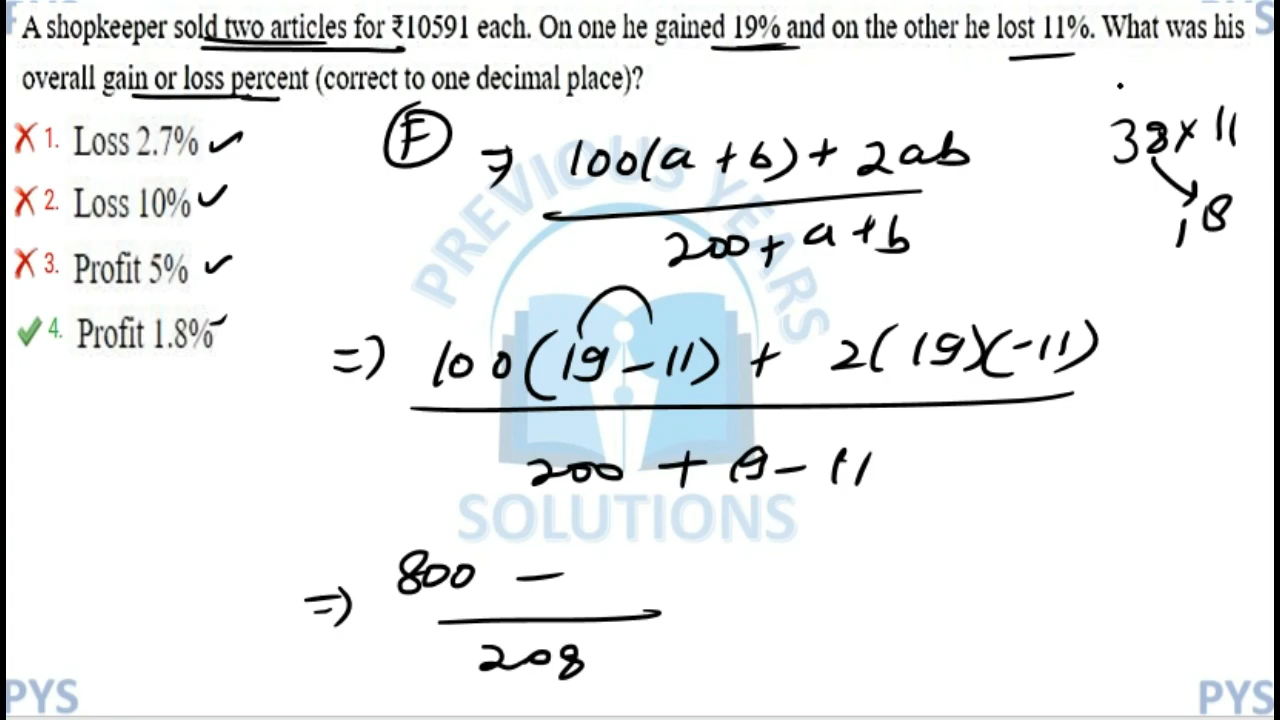 A shopkeeper sold two articles for ₹10591 each. On one he gained 19% and on the other he lost 11%. What was his
overall gain or loss percent (correct to one decimal place)?
1. Loss 2.7%
2. Loss 10%
3. Profit 5%
4. Profit 1.8%
F ⇒ 100(a + b) + 2ab
200 + a + b
38 × 11
18
PREVIOUS YEARS
=> 100(19 - 11) + 2(19)(-11)
200 + 19 - 11
SOLUTIONS
=> 800 -
208
PYS
PYS